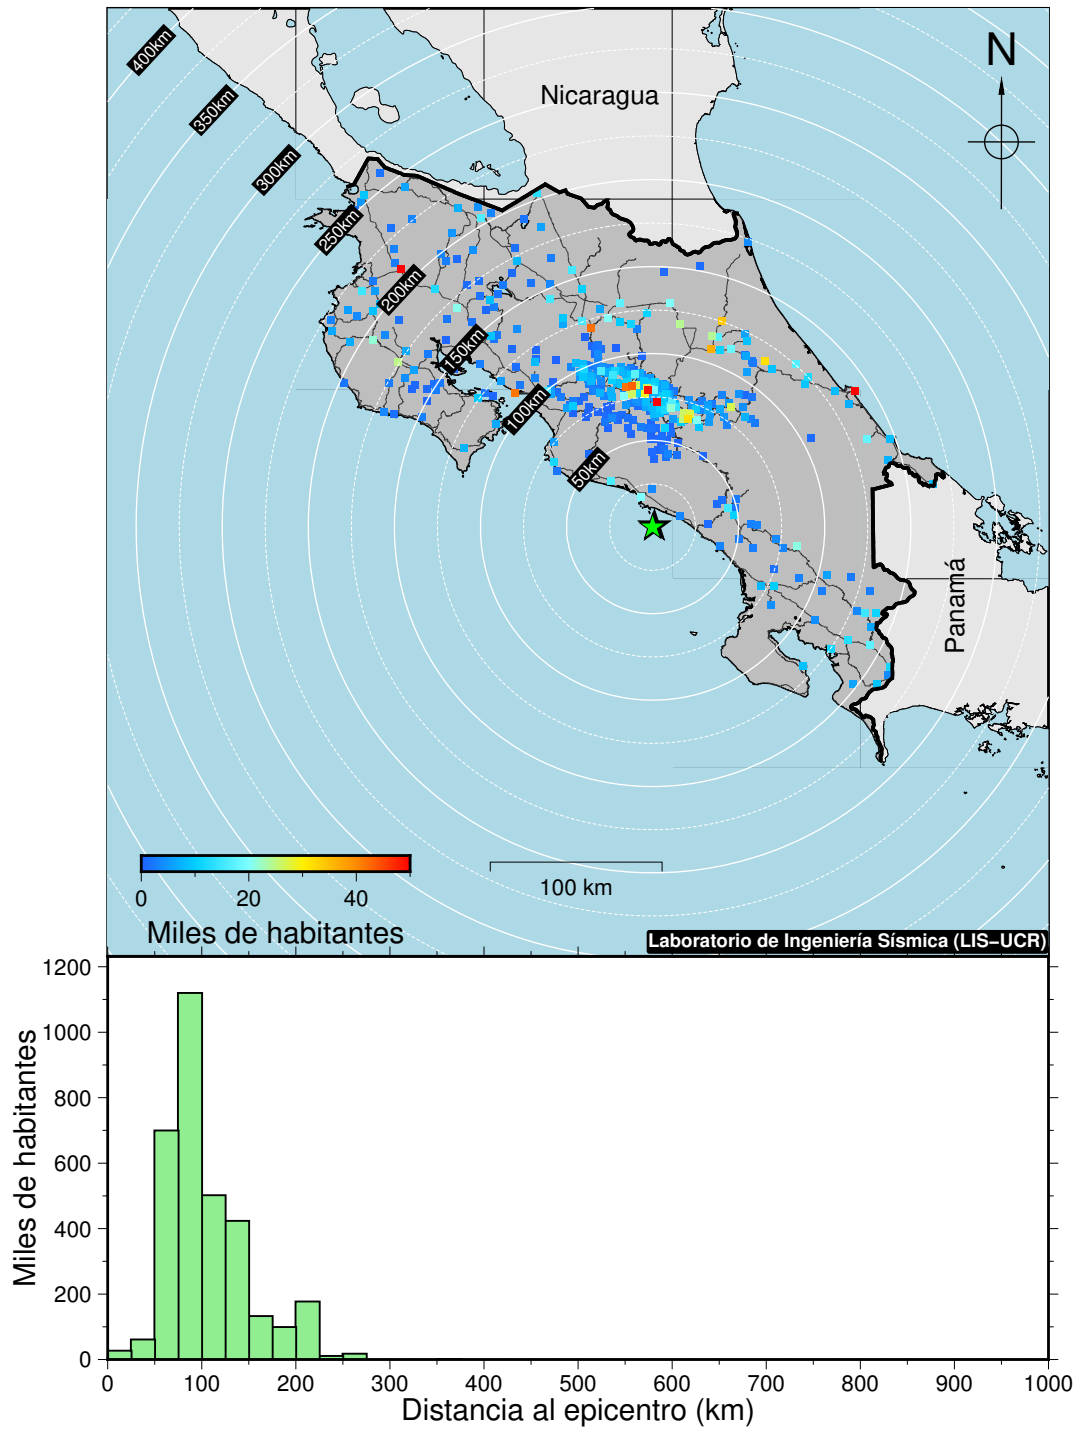 400km
350km
300km
250km
200km
150km
100km
50km
Nicaragua
N
Panamá
0 20 40
Miles de habitantes
100 km
Laboratorio de Ingeniería Sísmica (LIS–UCR)
1200
1000
800
600
400
200
0
Miles de habitantes
0 100 200 300 400 500 600 700 800 900 1000
Distancia al epicentro (km)